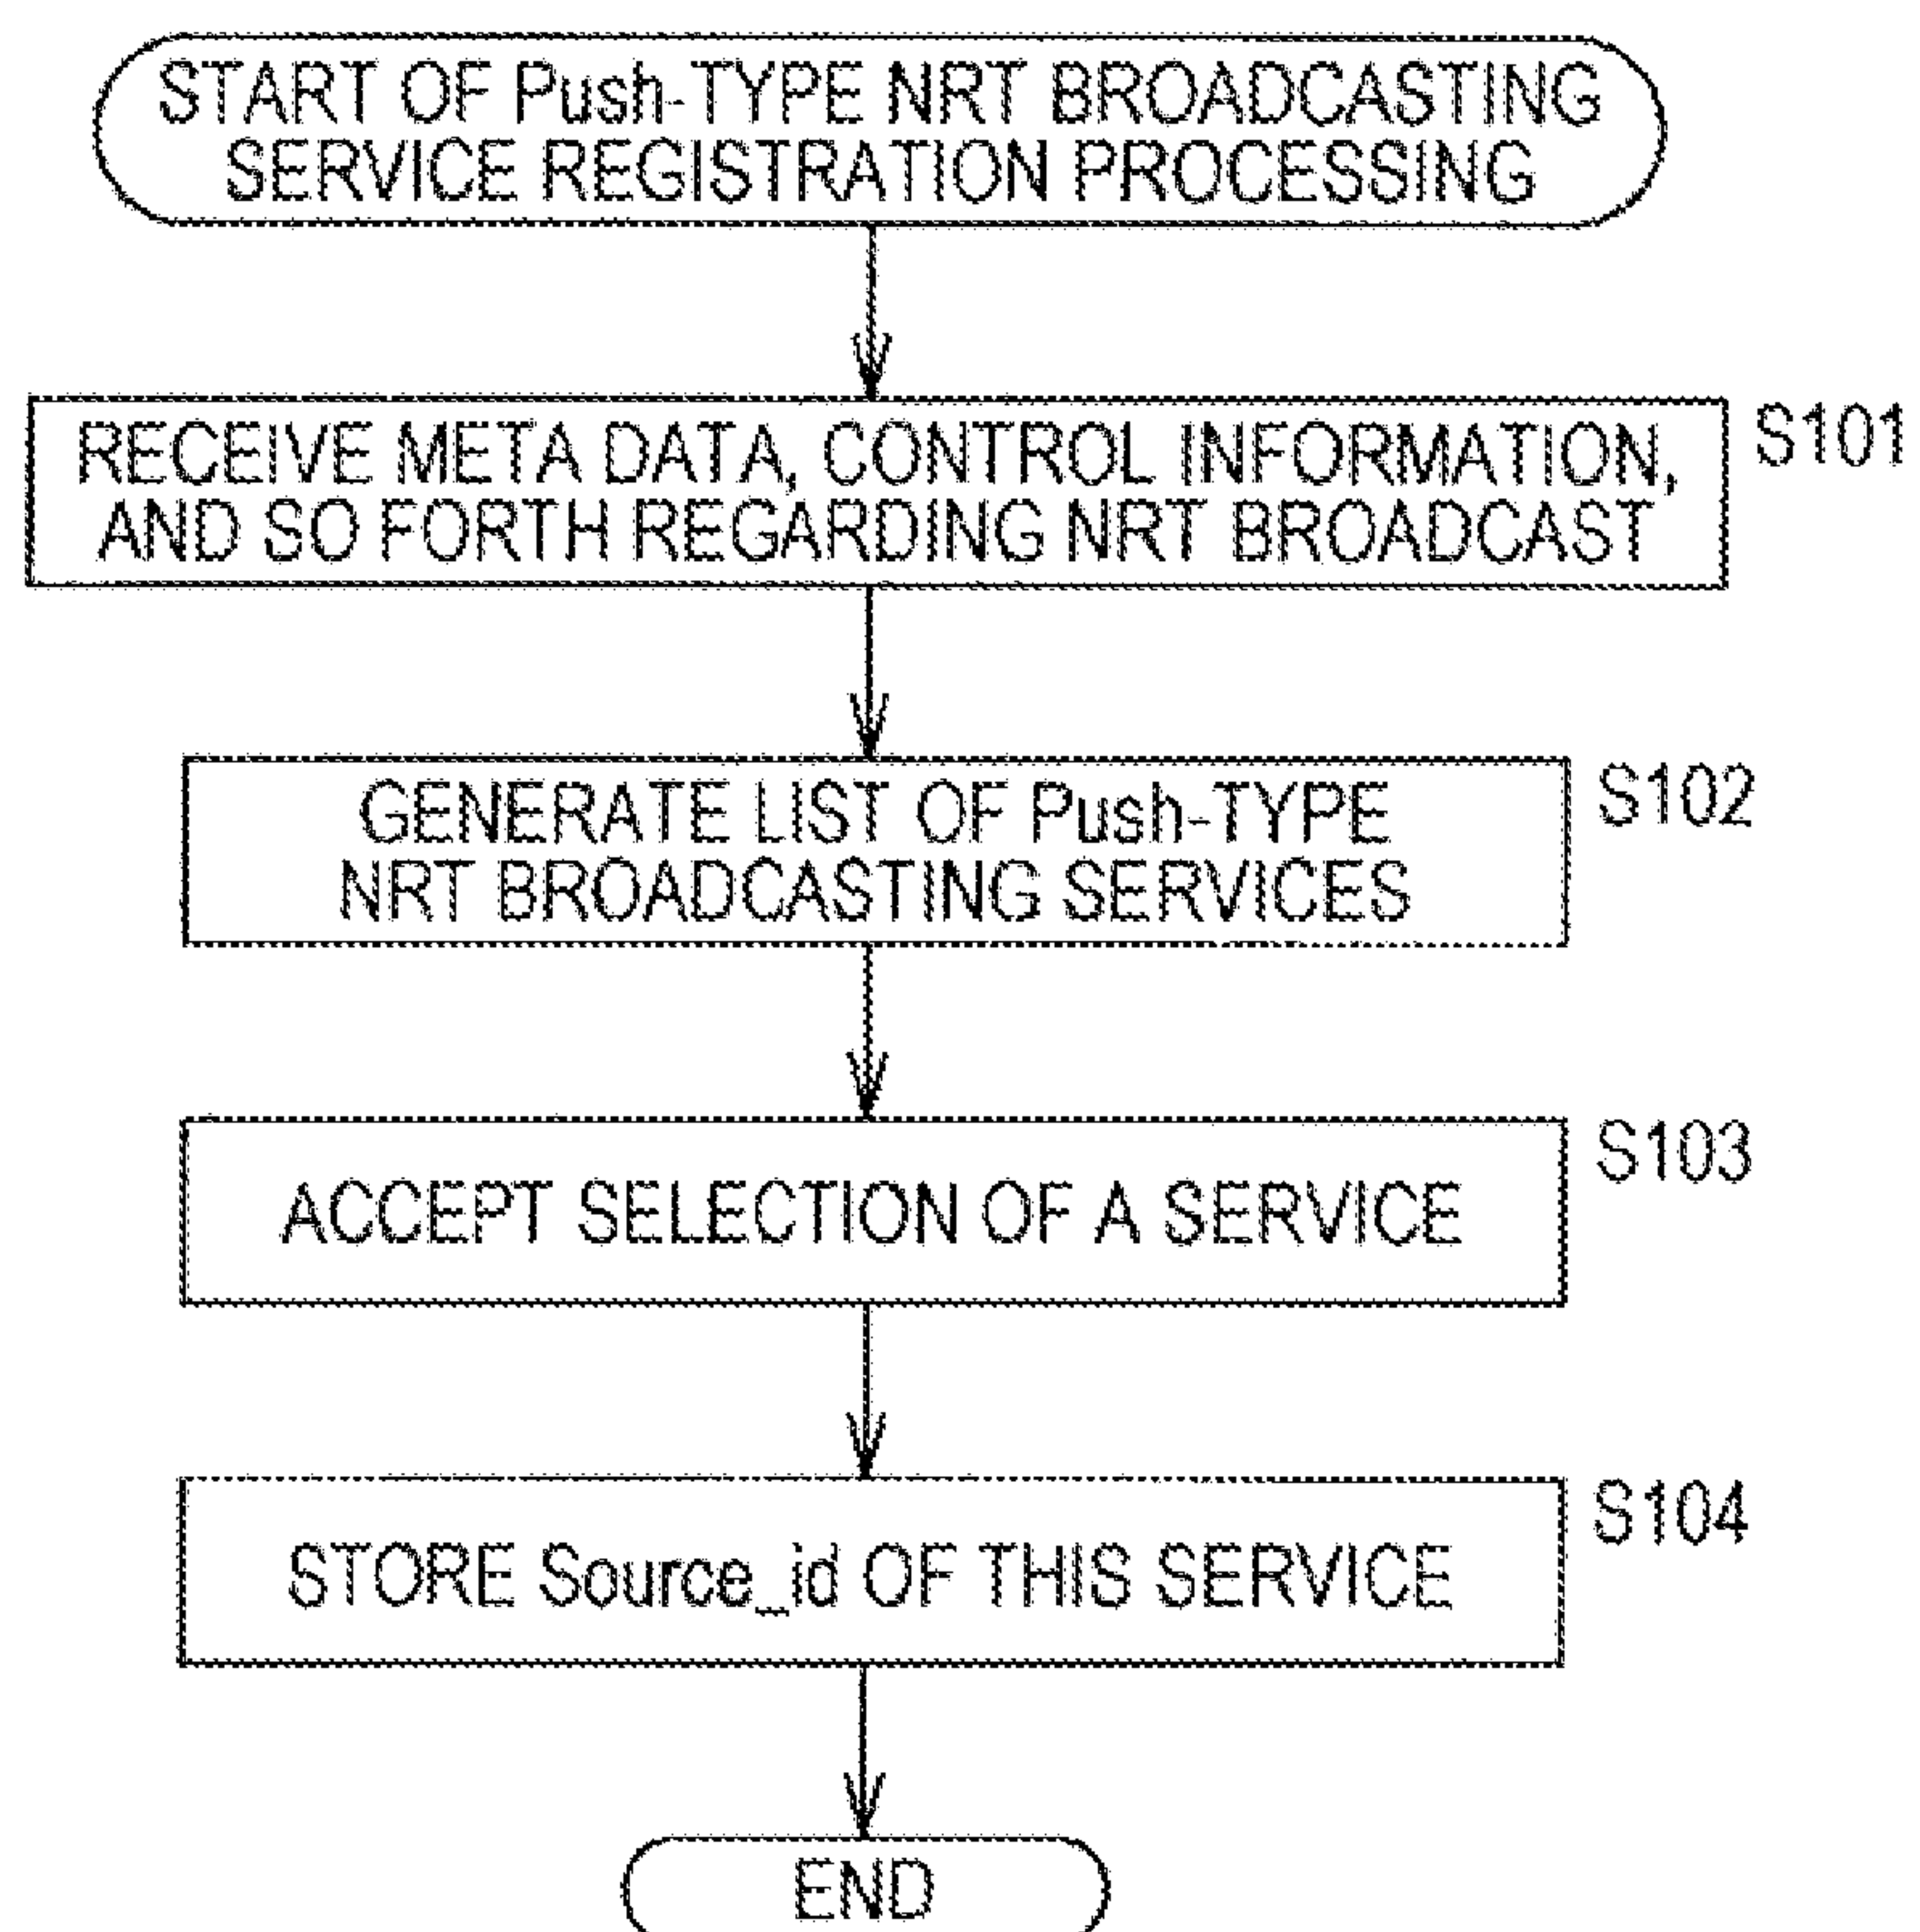 START OF Push-TYPE NRT BROADCASTING
SERVICE REGISTRATION PROCESSING
RECEIVE META DATA, CONTROL INFORMATION,
AND SO FORTH REGARDING NRT BROADCAST
S101
GENERATE LIST OF Push-TYPE
NRT BROADCASTING SERVICES
S102
ACCEPT SELECTION OF A SERVICE
S103
STORE Source_id OF THIS SERVICE
S104
END